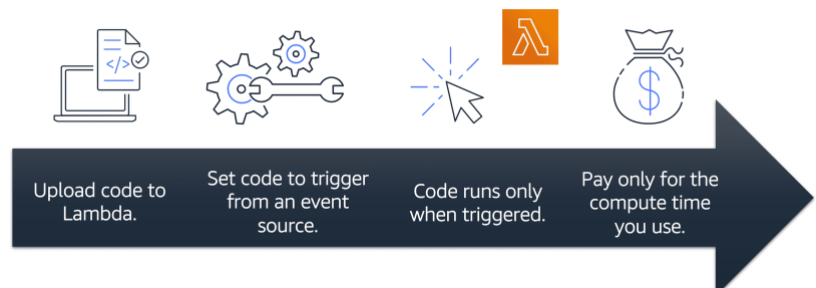 </>
$
Upload code to
Lambda.
Set code to trigger
from an event
source.
Code runs only
when triggered.
Pay only for the
compute time
you use.